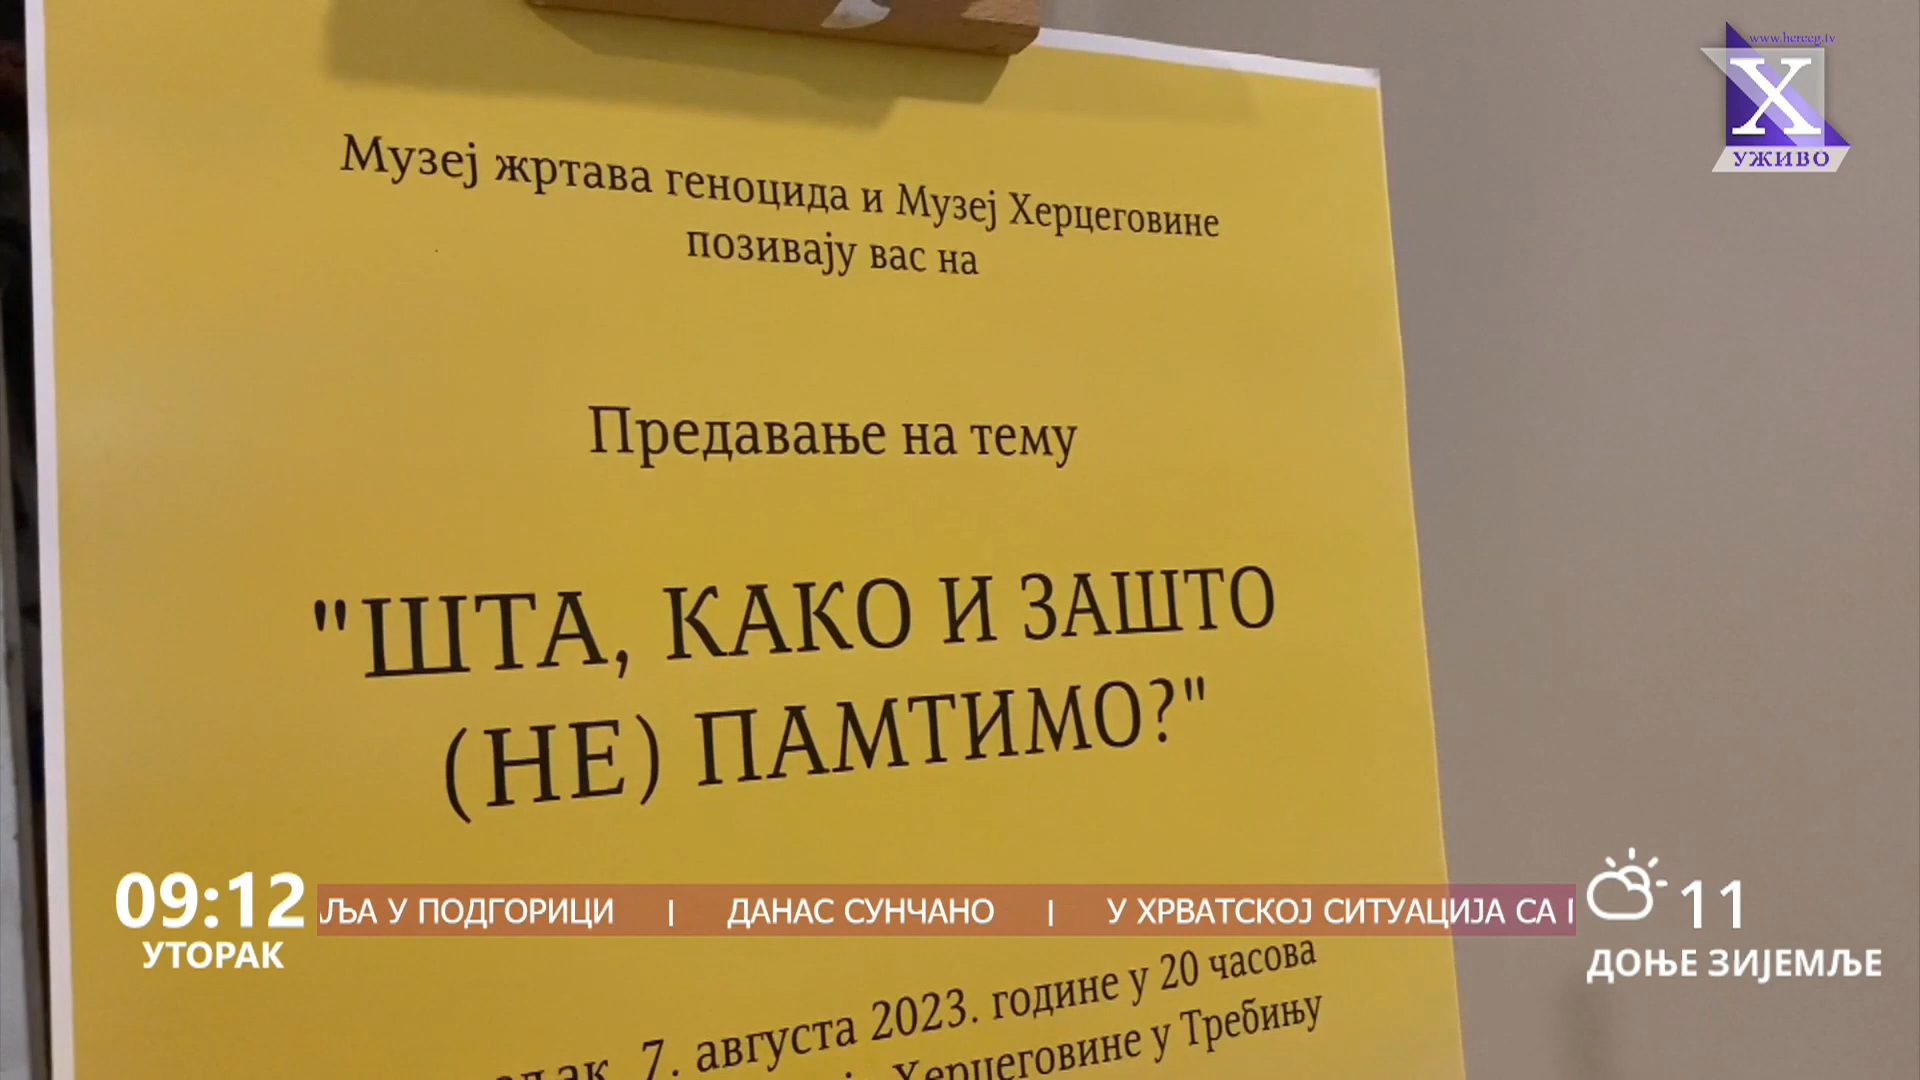 www.herceg.tv
X
УЖИВО
Музеј жртава геноцида и Музеј Херцеговине
позивају вас на
Предавање на тему
"ШТА, КАКО И ЗАШТО
(НЕ) ПАМТИМО?"
09:12
УТОРАК
ЉА У ПОДГОРИЦИ | ДАНАС СУНЧАНО | У ХРВАТСКОЈ СИТУАЦИЈА СА
11
ДОЊЕ ЗИЈЕМЉЕ
7. августа 2023. године у 20 часова
Херцеговине у Требињу